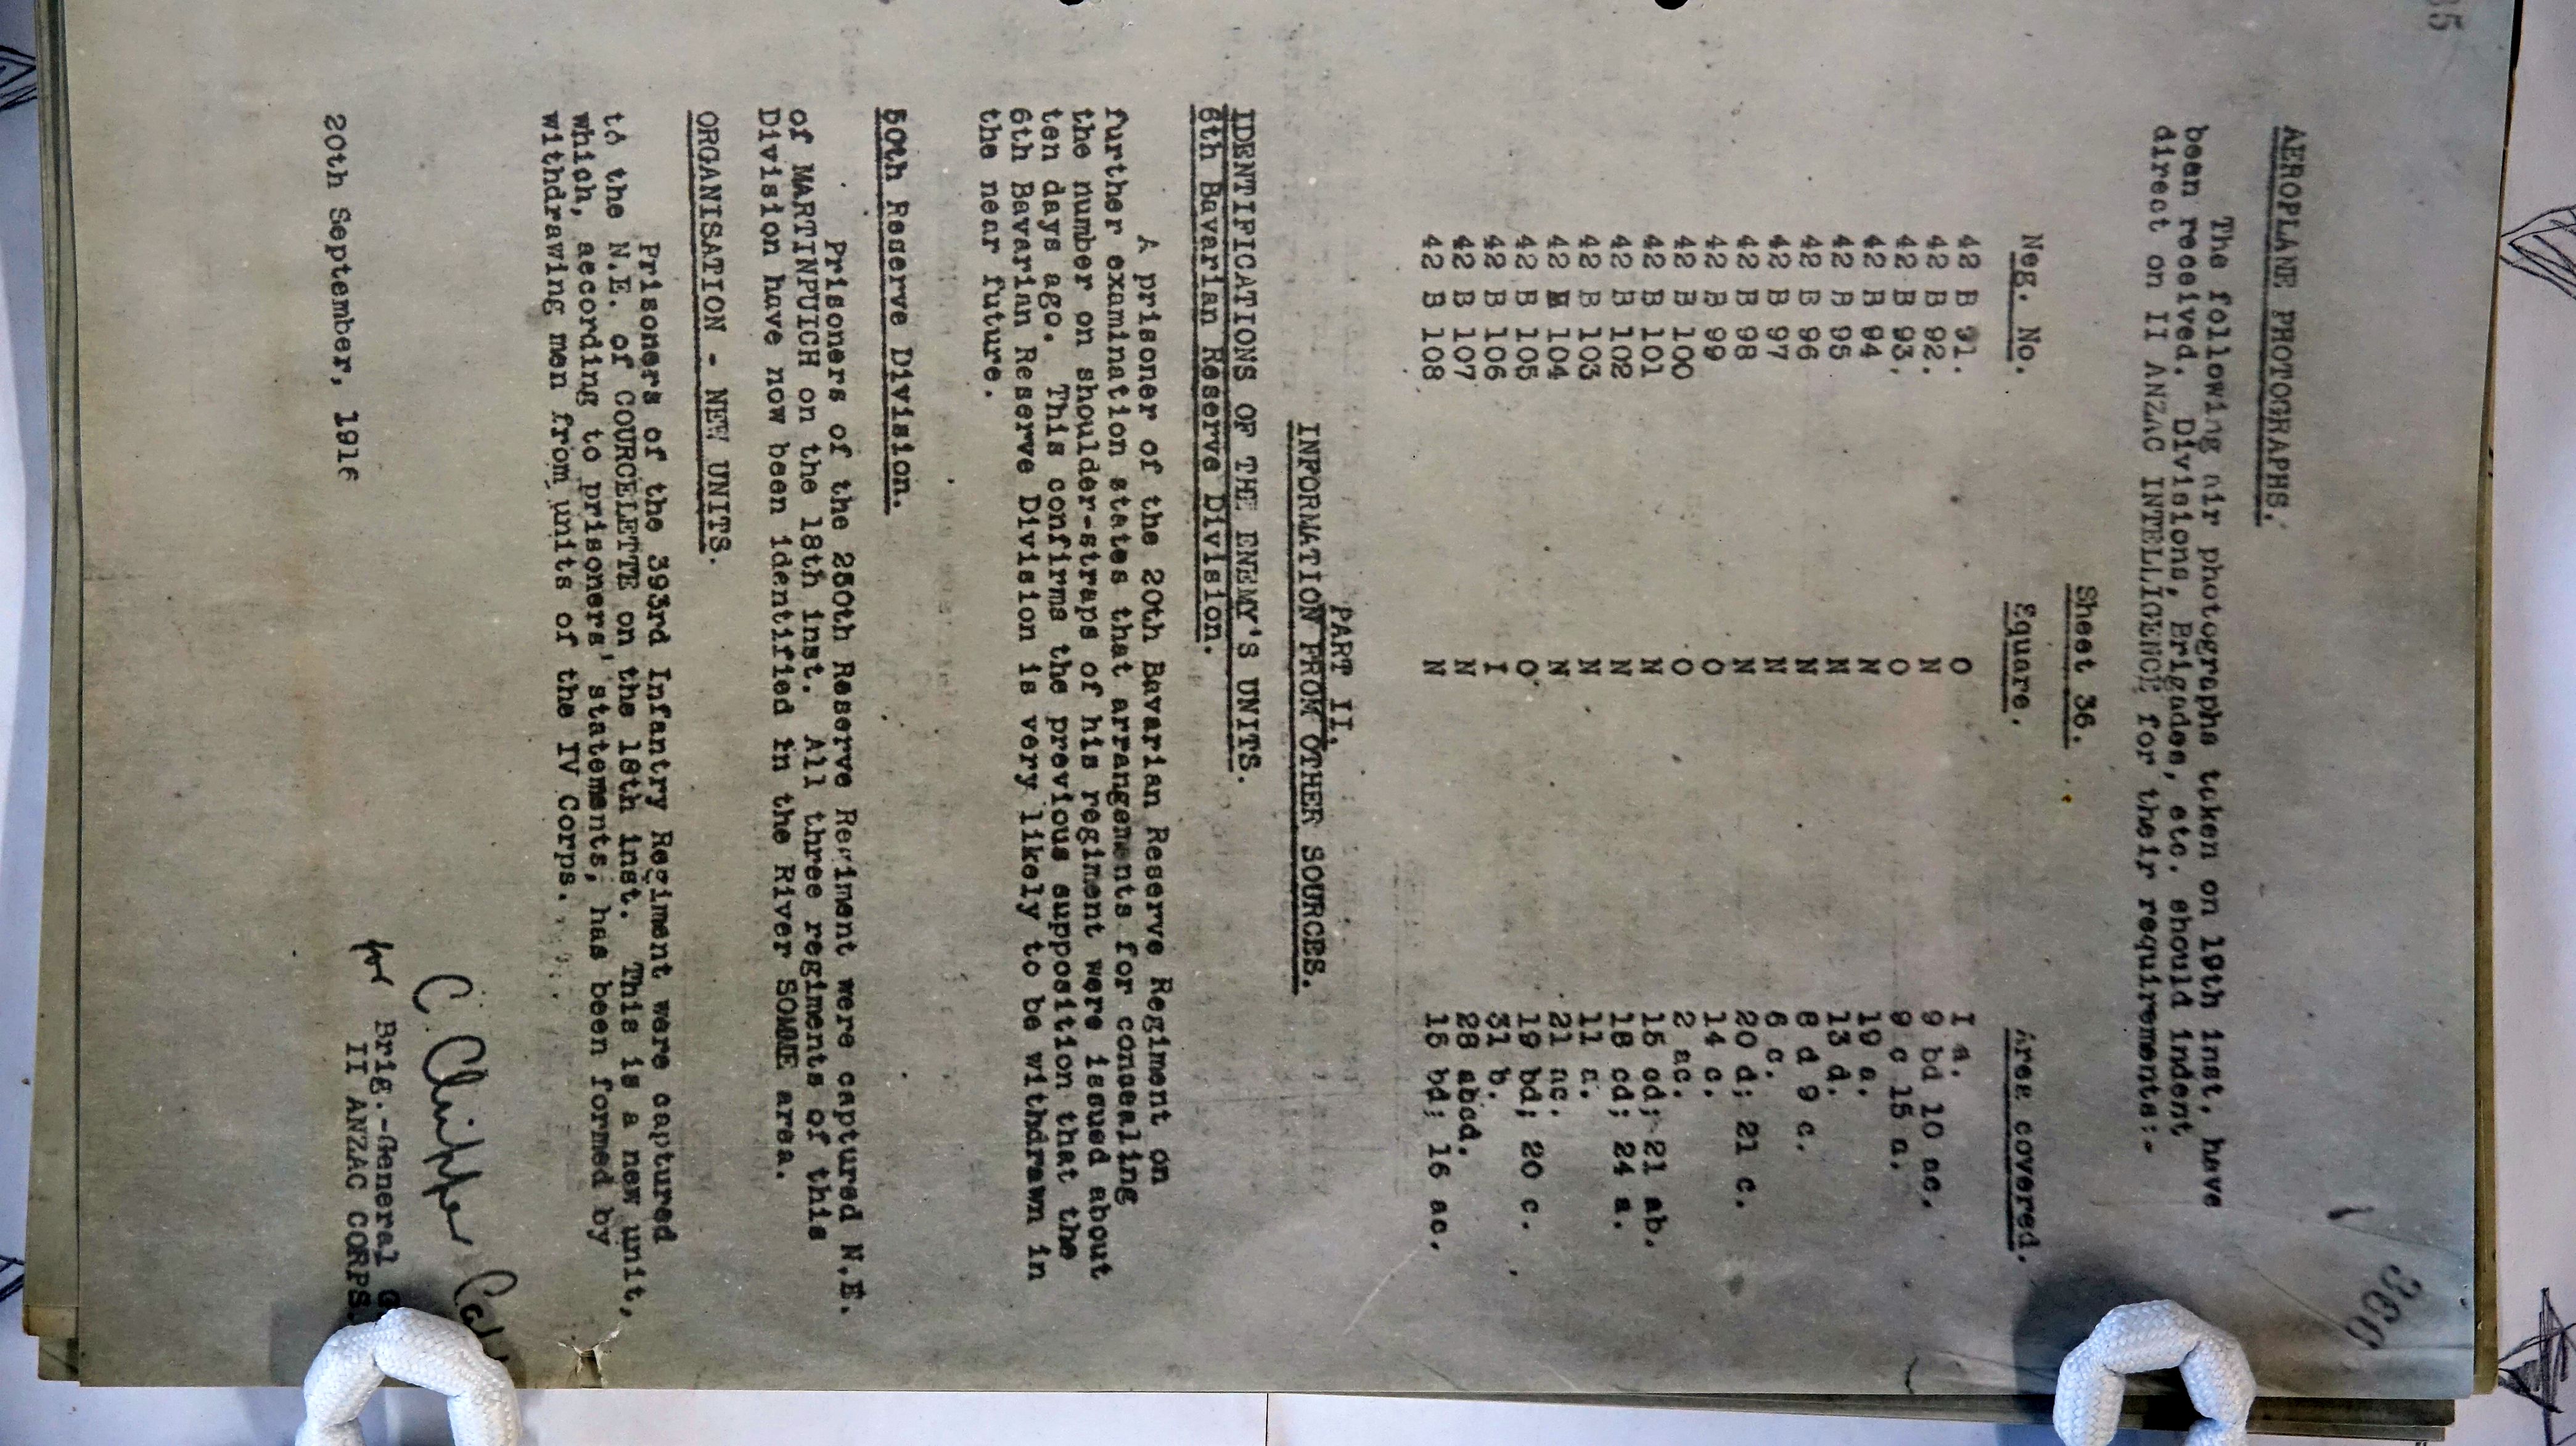 35
366
AEROPLANE PHOTOGRAPHS.
The following air photographs taken on 19th inst, have
been received. Divisions, Brigades, etc. should indent
direct on II ANZAC INTELLIGENCE for their requirements:-
Sheet 36.
Neg. No. Square. Area covered.
42 B 91. O I a.
42 B 92. N 9 bd 10 ac.
42 B 93. O 9 c 15 a.
42 B 94 N 19 a.
42 B 95 N 13 d.
42 B 96 N 8 d 9 c.
42 B 97 N 6 c.
42 B 98 N 20 d; 21 c.
42 B 99 O 14 c.
42 B 100 O 2 ac.
42 B 101 N 15 cd; 21 ab.
42 B 102 N 18 cd; 24 a.
42 B 103 N 11 a.
42 B 104 N 21 ac.
42 B 105 O 19 bd; 20 c.
42 B 106 I 31 b.
42 B 107 N 28 abcd.
42 B 108 N 15 bd; 16 ac.
PART II.
INFORMATION FROM OTHER SOURCES.
IDENTIFICATIONS OF THE ENEMY'S UNITS.
6th Bavarian Reserve Division.
A prisoner of the 20th Bavarian Reserve Regiment on
further examination states that arrangements for concealing
the number on shoulder-straps of his regiment were issued about
ten days ago. This confirms the previous supposition that the
6th Bavarian Reserve Division is very likely to be withdrawn in
the near future.
50th Reserve Division.
Prisoners of the 230th Reserve Regiment were captured N.E.
of MARTINPUICH on the 18th inst. All three regiments of this
Division have now been identified in the River SOMME area.
ORGANISATION - NEW UNITS.
Prisoners of the 393rd Infantry Regiment were captured
to the N.E. of COURCELETTE on the 18th inst. This is a new unit,
which, according to prisoners' statements, has been formed by
withdrawing men from units of the IV Corps.
C
for Brig.-General G.
II ANZAC CORPS.
20th September, 1916